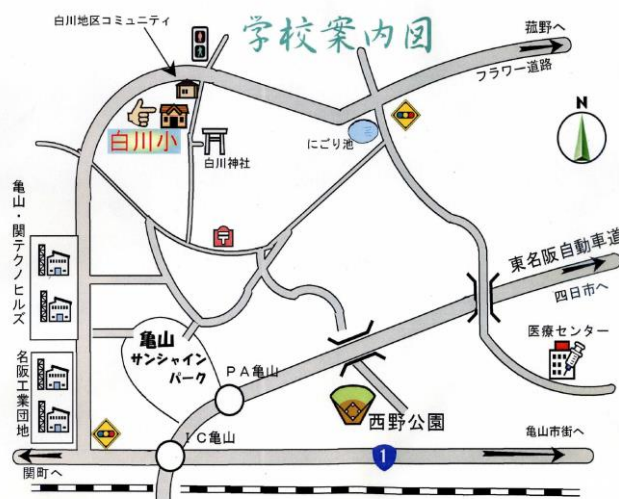 学校案内図
白川地区コミュニティ
菰野へ
フラワー道路
N
白川小
白川神社
にごり池
〒
亀山・関テクノヒルズ
東名阪自動車道
四日市へ
医療センター
亀山
サンシャイン
パーク
PA亀山
名阪工業団地
西野公園
IC亀山
1
亀山市街へ
関町へ